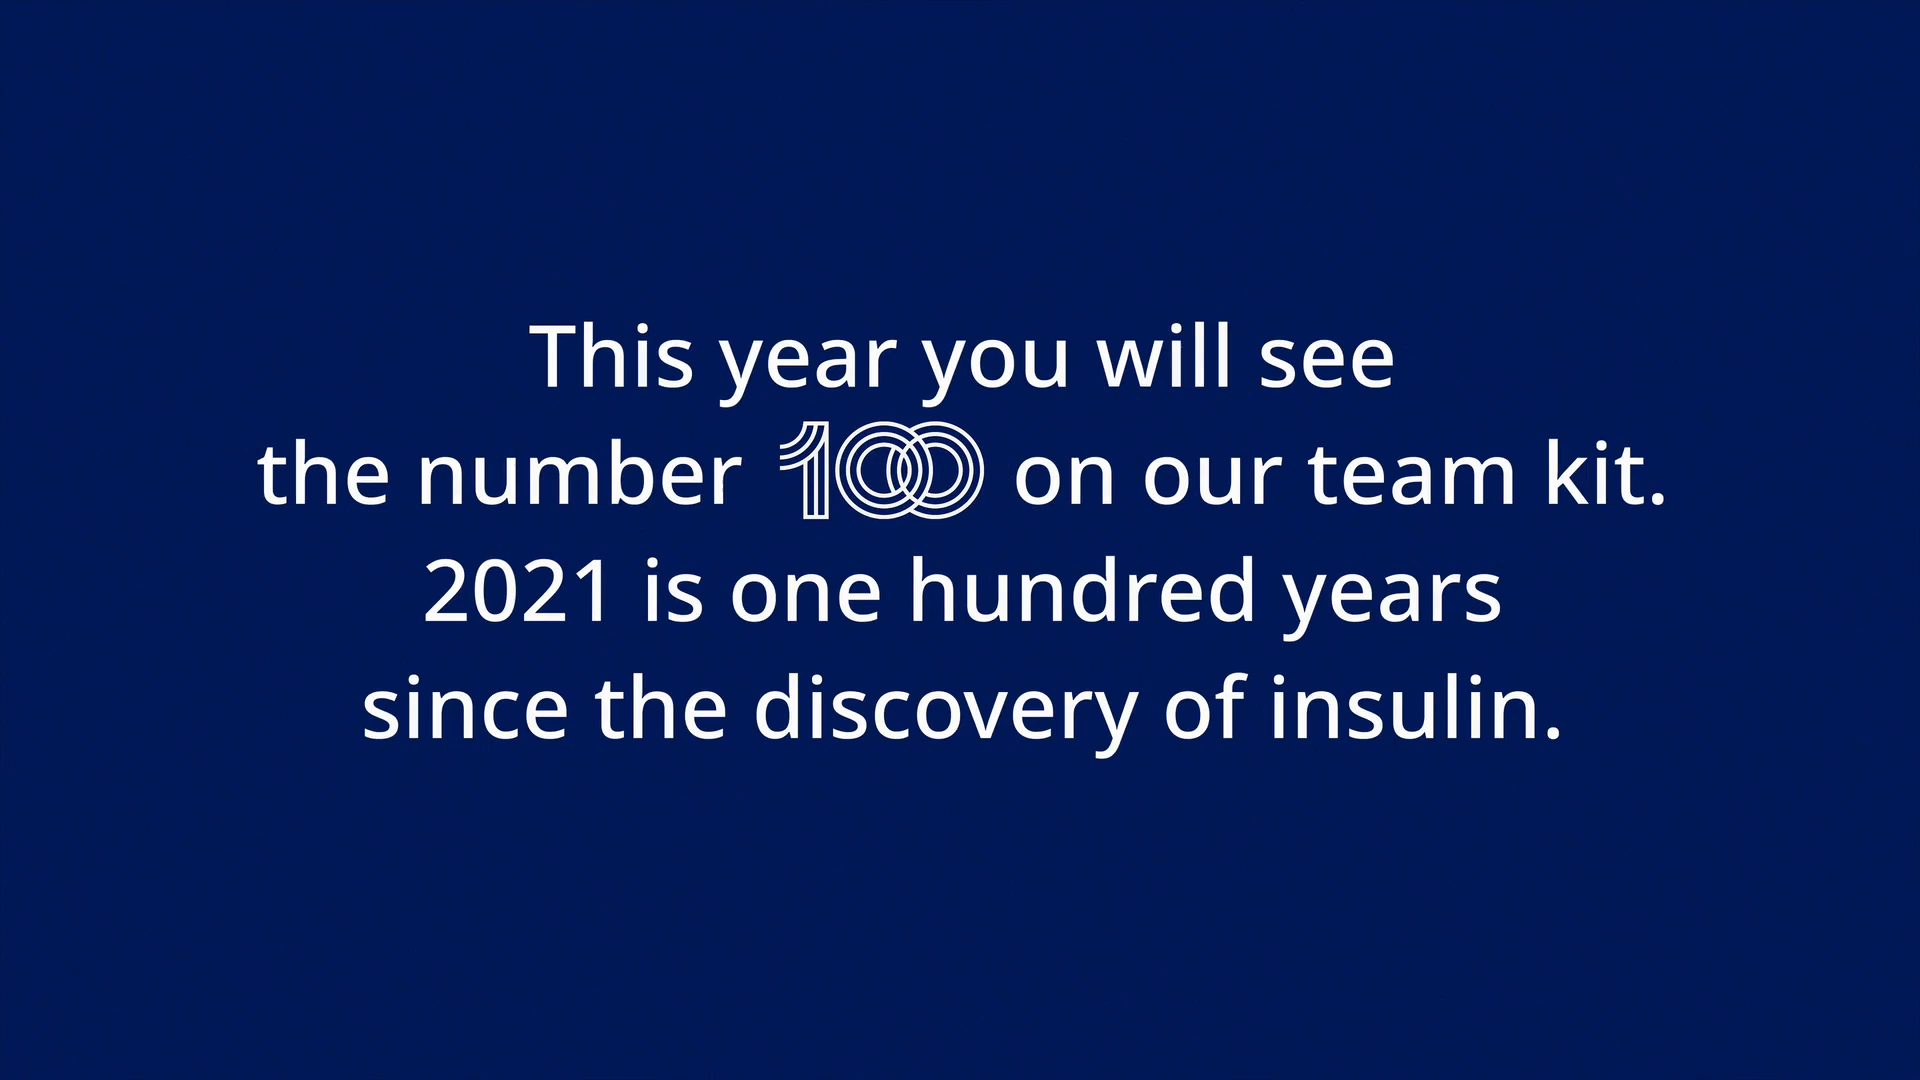 This year you will see
the number 100 on our team kit.
2021 is one hundred years
since the discovery of insulin.